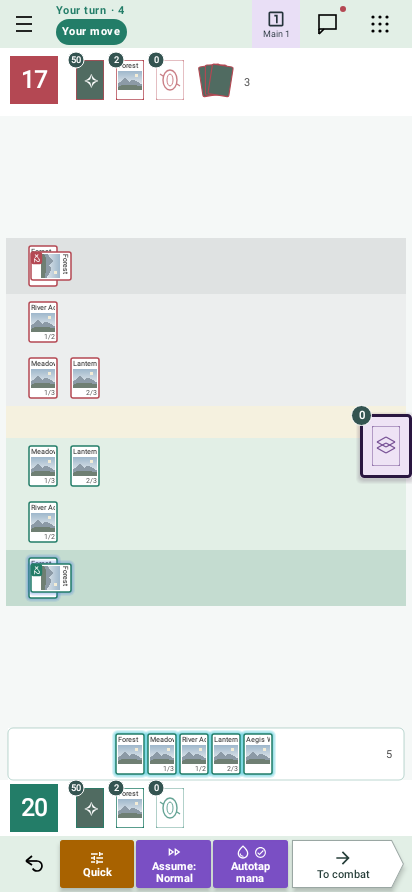 Your turn · 4
Your move
1
Main 1
17
50
2
Forest
0
3
Forest
x2
Forest
River Ac
1/2
Meadov
1/3
Lantern
2/3
0
Meadov
1/3
Lantern
2/3
River Ac
1/2
x2
Forest
Forest
Meadov
1/3
River Ac
1/2
Lantern
2/3
Aegis
5
20
50
2
Forest
0
Quick
Assume:
Normal
Autotap
mana
To combat